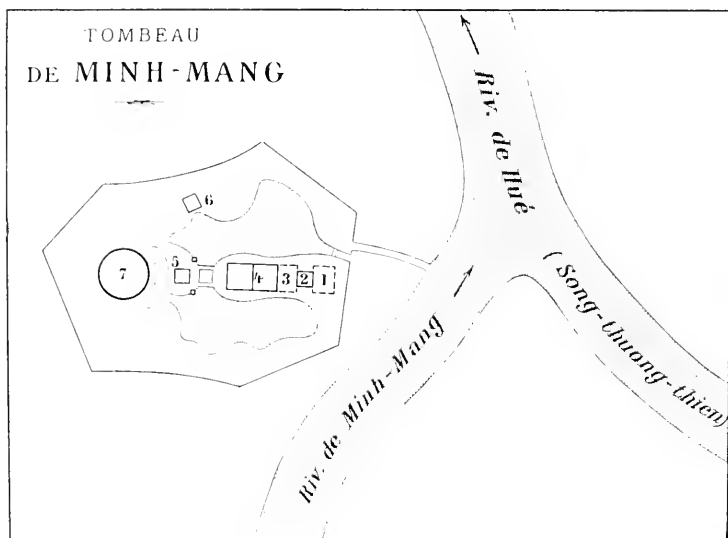 TOMBEAU
DE MINH-MANG
Riv. de Hué
(Song-thuong-thien)
Riv. de Minh-Mang
6
7
5
4
3
2
1